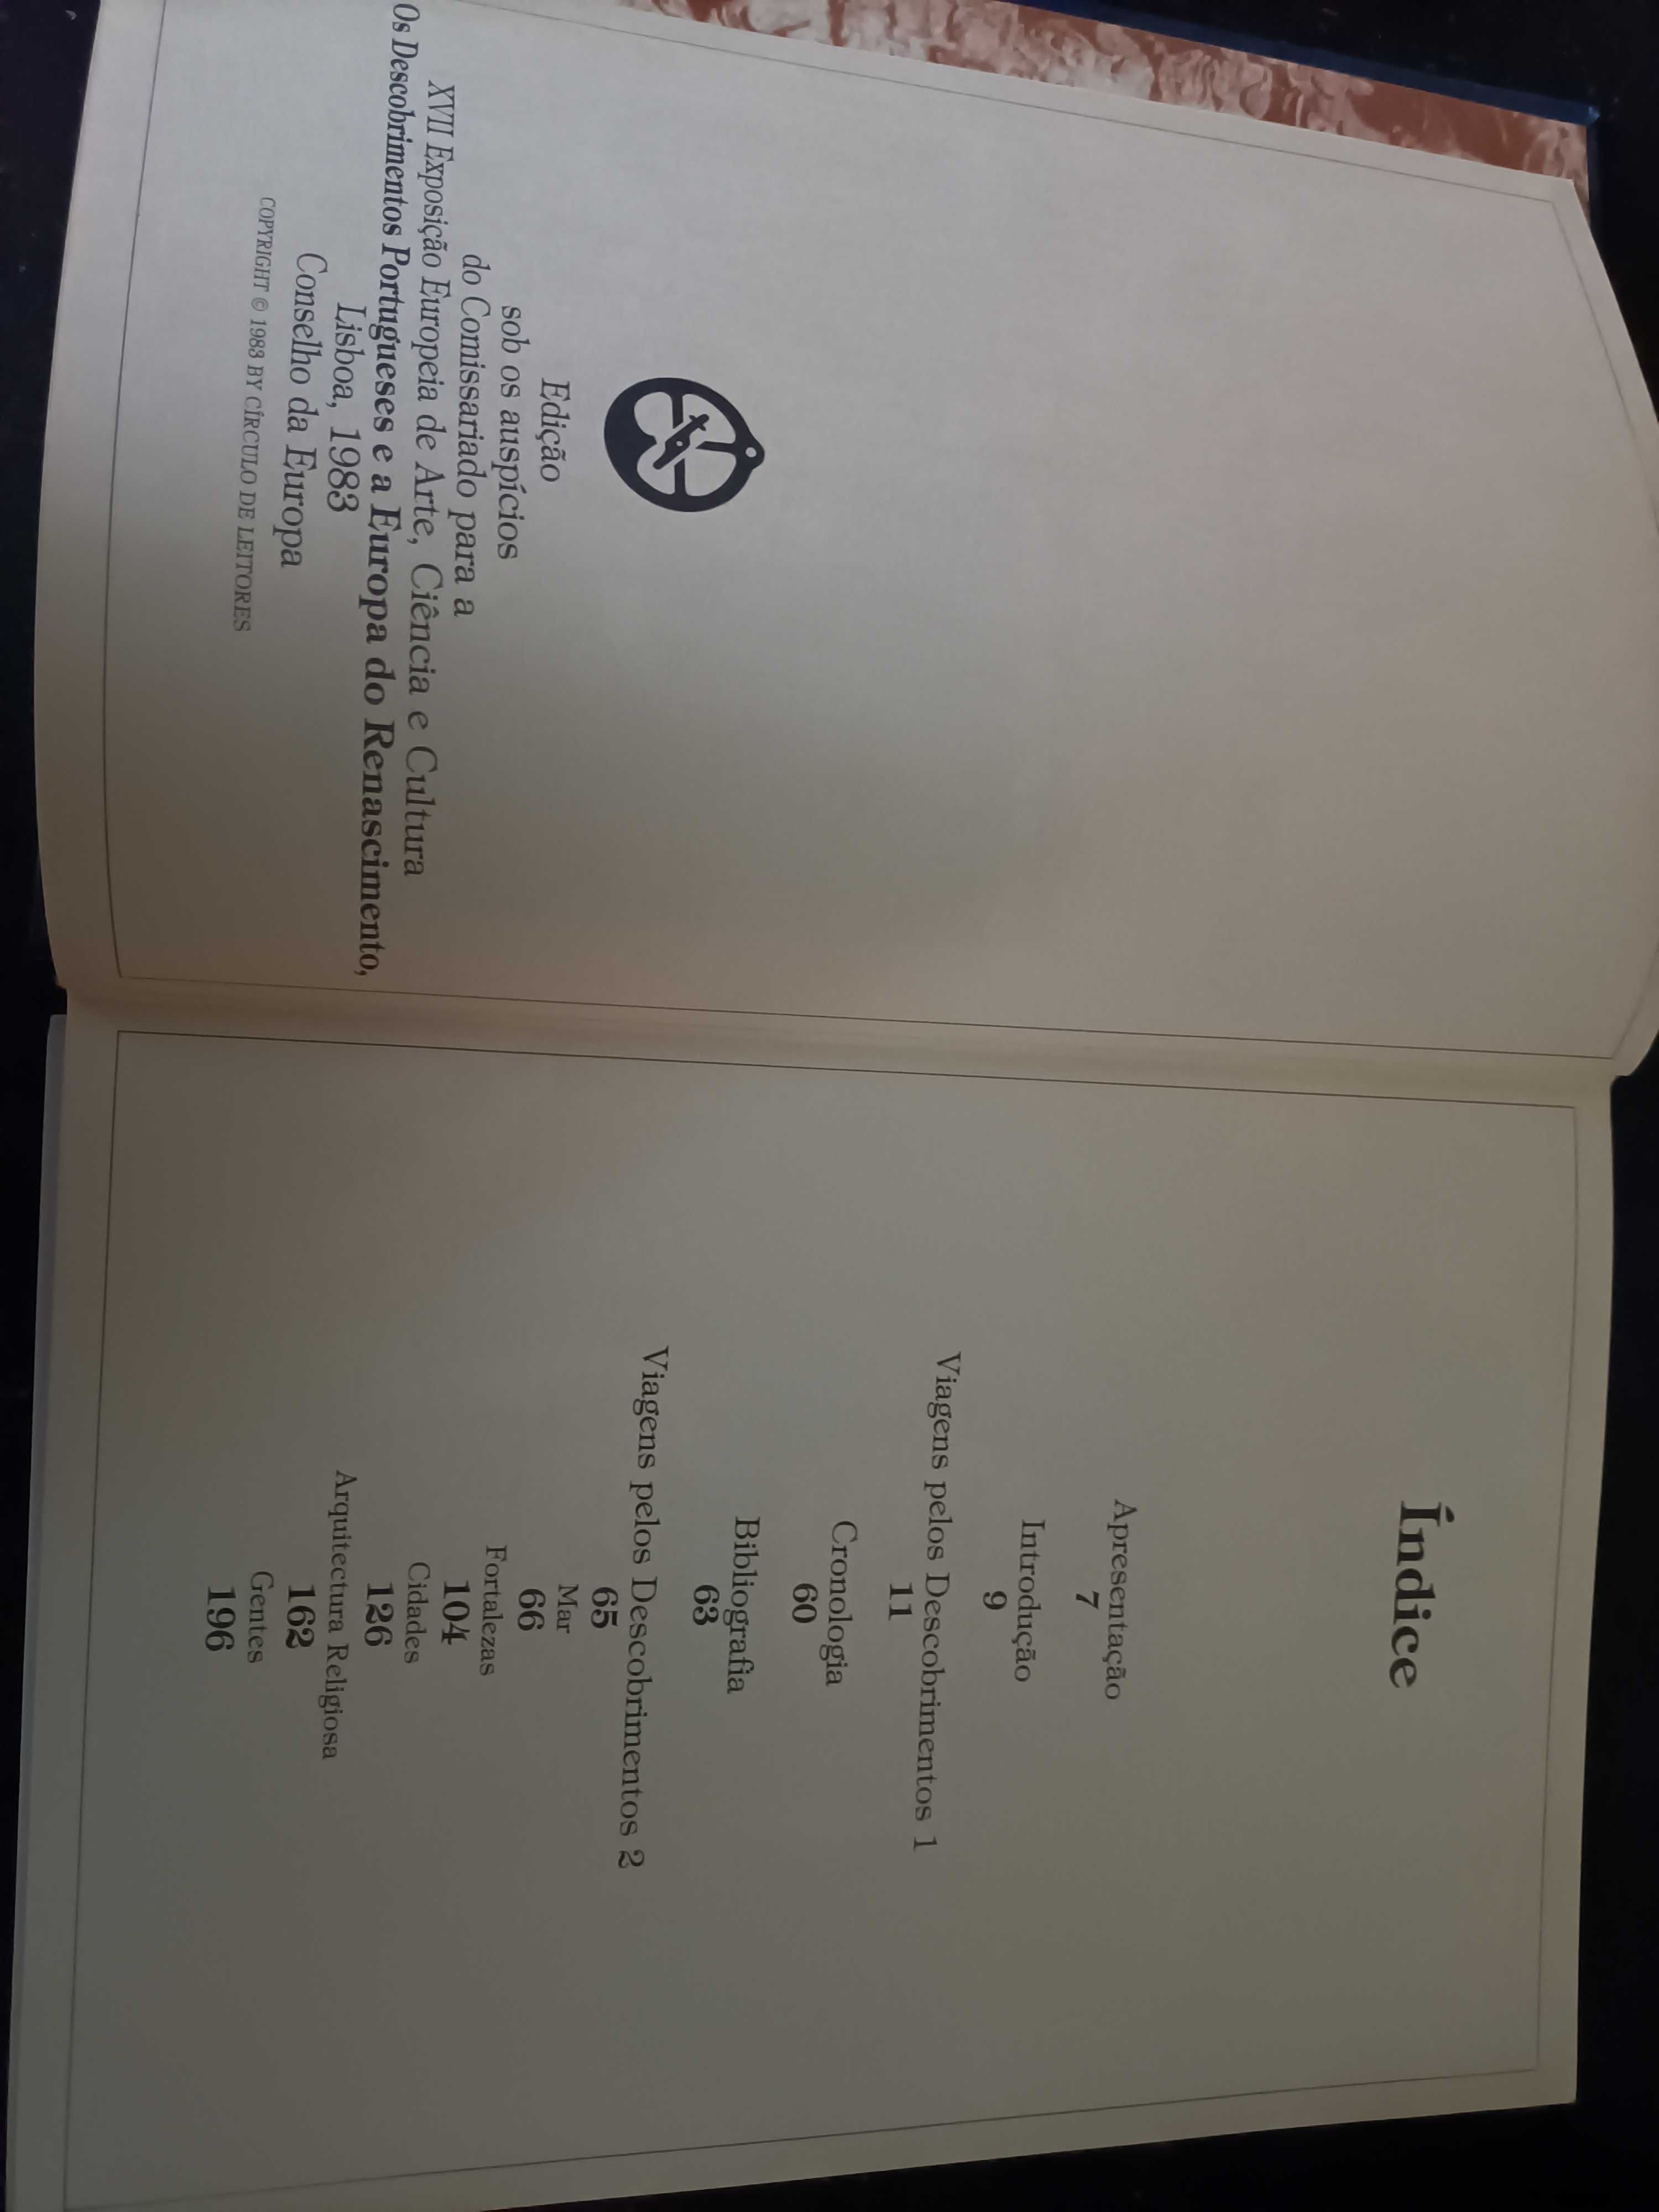 Edição
sob os auspícios
do Comissariado para a
XVII Exposição Europeia de Arte, Ciência e Cultura
Os Descobrimentos Portugueses e a Europa do Renascimento,
Lisboa, 1983
Conselho da Europa
COPYRIGHT © 1983 BY CÍRCULO DE LEITORES
Índice
Apresentação
7
Introdução
9
Viagens pelos Descobrimentos 1
11
Cronologia
60
Bibliografia
63
Viagens pelos Descobrimentos 2
65
Mar
66
Fortalezas
104
Cidades
126
Arquitectura Religiosa
162
Gentes
196